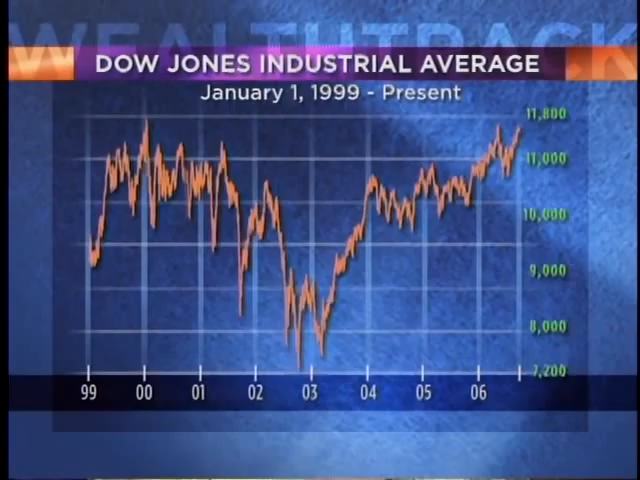 WEALTHTRACK
DOW JONES INDUSTRIAL AVERAGE
January 1, 1999 - Present
11,800
11,000
10,000
9,000
8,000
7,200
99 00 01 02 03 04 05 06